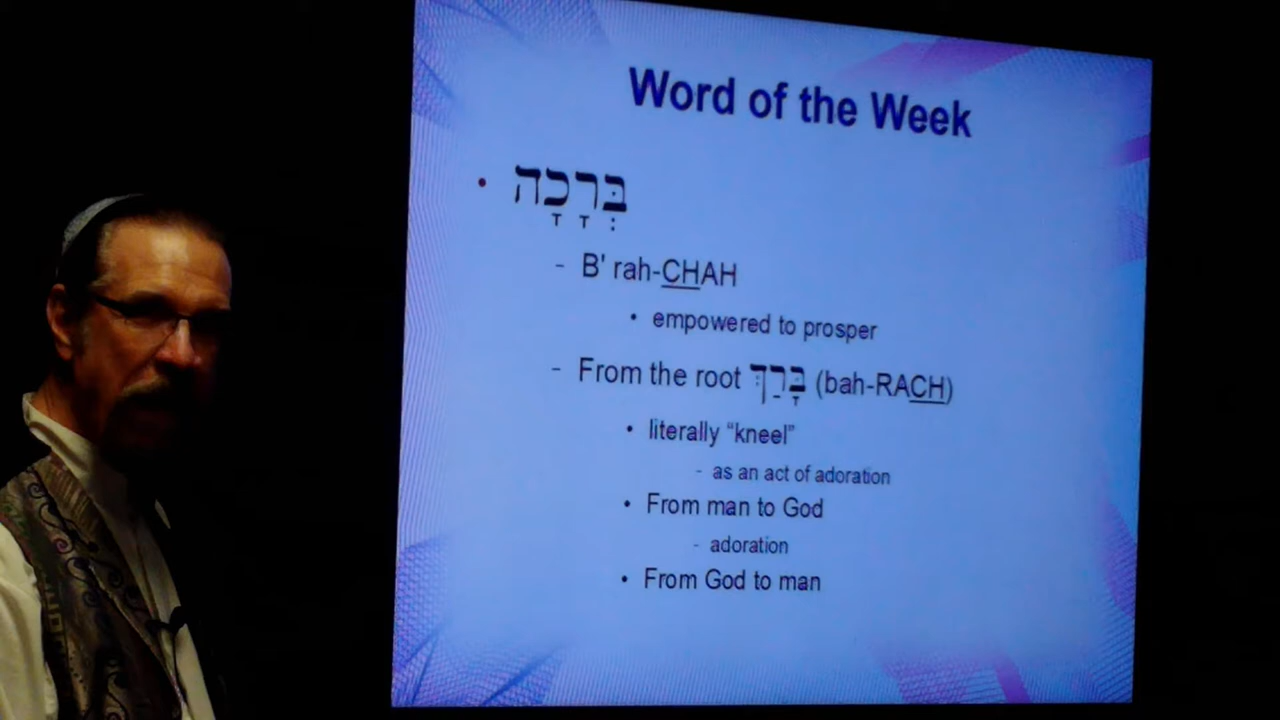 Word of the Week
• בְּרָכָה
- B' rah-CHAH
• empowered to prosper
- From the root בָּרַךְ (bah-RACH)
• literally “kneel”
- as an act of adoration
• From man to God
- adoration
• From God to man